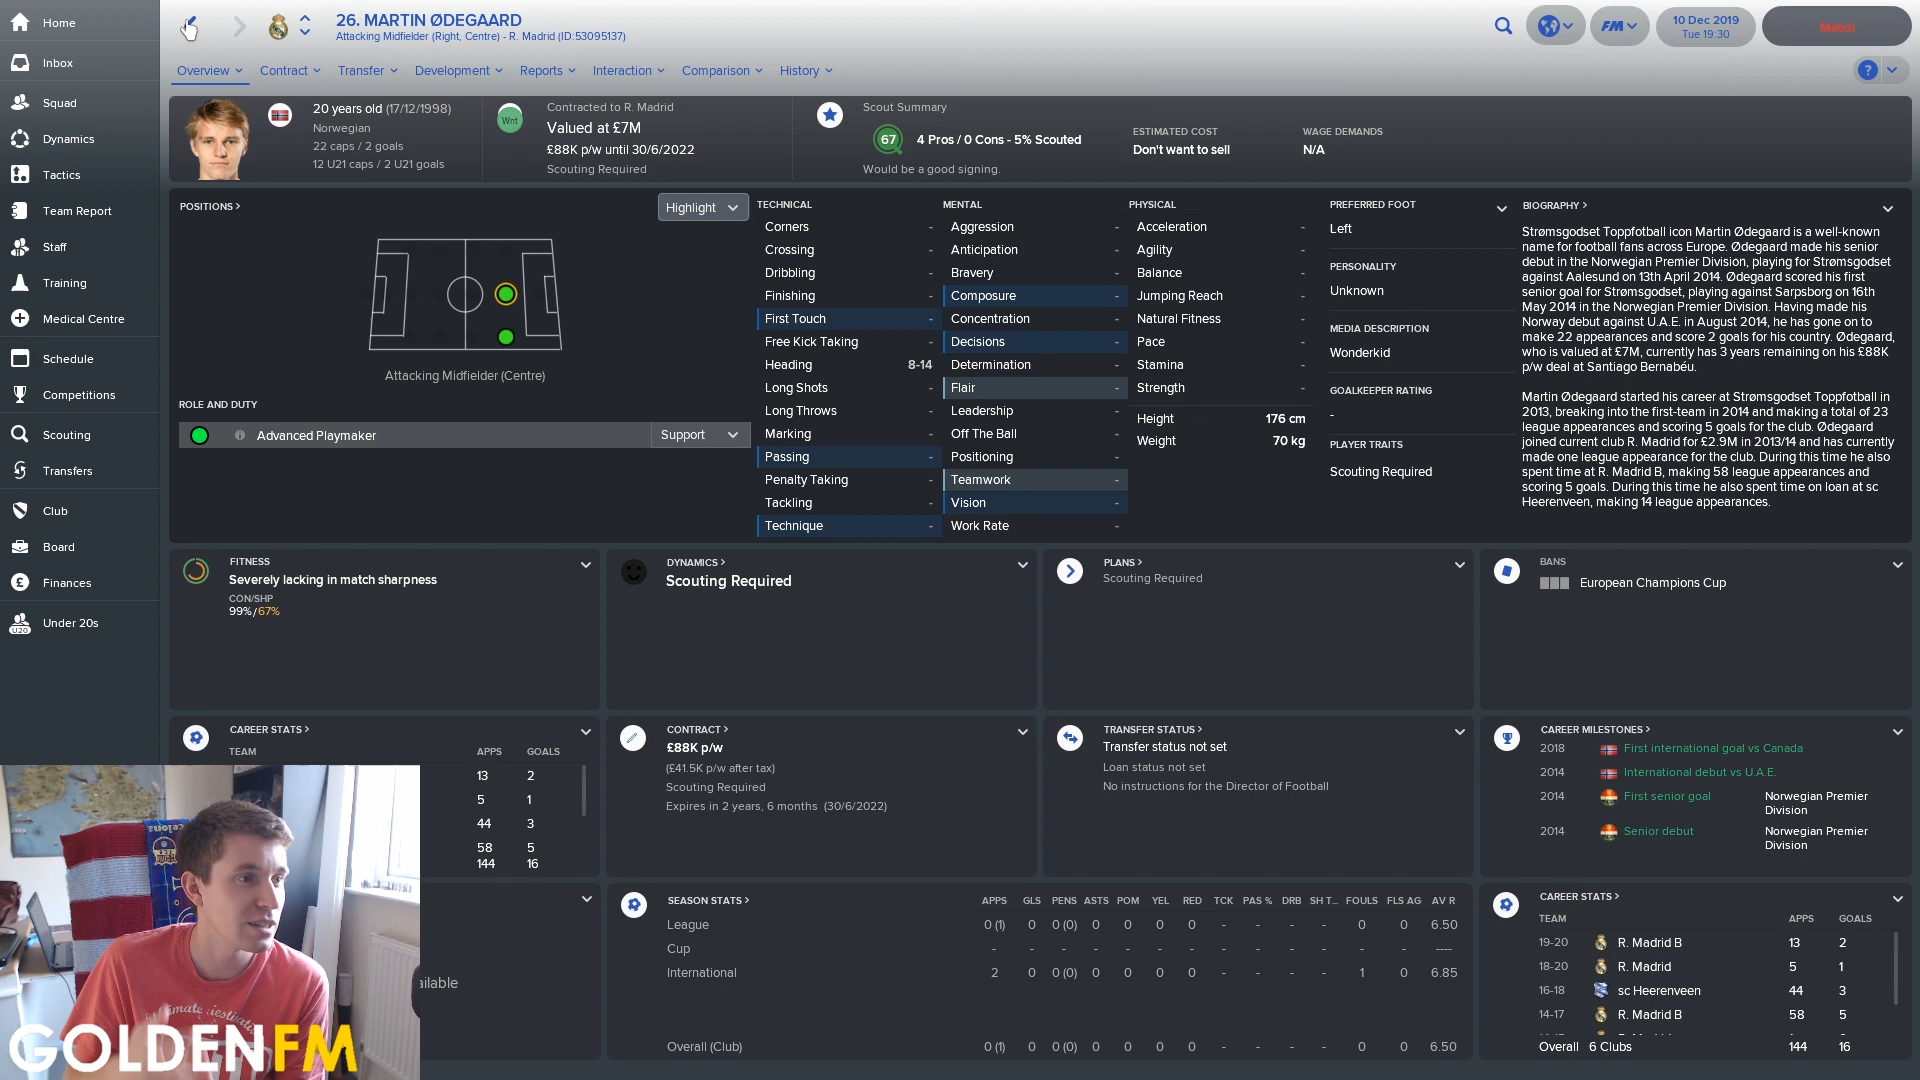 Home
Inbox
Squad
Dynamics
Tactics
Team Report
Staff
Training
Medical Centre
Schedule
Competitions
Scouting
Transfers
Club
Board
Finances
U20
Under 20s
26. MARTIN ØDEGAARD
Attacking Midfielder (Right, Centre) - R. Madrid (ID:53095137)
FM
10 Dec 2019
Tue 19:30
Match
Overview
Contract
Transfer
Development
Reports
Interaction
Comparison
History
?
20 years old (17/12/1998)
Norwegian
22 caps / 2 goals
12 U21 caps / 2 U21 goals
Wnt
Contracted to R. Madrid
Valued at £7M
£88K p/w until 30/6/2022
Scouting Required
Scout Summary
67
4 Pros / 0 Cons - 5% Scouted
Would be a good signing.
ESTIMATED COST
Don't want to sell
WAGE DEMANDS
N/A
POSITIONS >
Highlight
Attacking Midfielder (Centre)
ROLE AND DUTY
Advanced Playmaker
Support
TECHNICAL
Corners -
Crossing -
Dribbling -
Finishing -
First Touch -
Free Kick Taking -
Heading 8-14
Long Shots -
Long Throws -
Marking -
Passing -
Penalty Taking -
Tackling -
Technique -
MENTAL
Aggression -
Anticipation -
Bravery -
Composure -
Concentration -
Decisions -
Determination -
Flair -
Leadership -
Off The Ball -
Positioning -
Teamwork -
Vision -
Work Rate -
PHYSICAL
Acceleration -
Agility -
Balance -
Jumping Reach -
Natural Fitness -
Pace -
Stamina -
Strength -
Height 176 cm
Weight 70 kg
PREFERRED FOOT
Left
PERSONALITY
Unknown
MEDIA DESCRIPTION
Wonderkid
GOALKEEPER RATING
-
PLAYER TRAITS
Scouting Required
BIOGRAPHY >
Strømsgodset Toppfotball icon Martin Ødegaard is a well-known
name for football fans across Europe. Ødegaard made his senior
debut in the Norwegian Premier Division, playing for Strømsgodset
against Aalesund on 13th April 2014. Ødegaard scored his first
senior goal for Strømsgodset, playing against Sarpsborg on 16th
May 2014 in the Norwegian Premier Division. Having made his
Norway debut against U.A.E. in August 2014, he has gone on to
make 22 appearances and score 2 goals for his country. Ødegaard,
who is valued at £7M, currently has 3 years remaining on his £88K
p/w deal at Santiago Bernabéu.
Martin Ødegaard started his career at Strømsgodset Toppfotball in
2013, breaking into the first-team in 2014 and making a total of 23
league appearances and scoring 5 goals for the club. Ødegaard
joined current club R. Madrid for £2.9M in 2013/14 and has currently
made one league appearance for the club. During this time he also
spent time at R. Madrid B, making 58 league appearances and
scoring 5 goals. During this time he also spent time on loan at sc
Heerenveen, making 14 league appearances.
FITNESS
Severely lacking in match sharpness
CON/SHP
99%/67%
DYNAMICS >
Scouting Required
PLANS >
Scouting Required
BANS
European Champions Cup
CAREER STATS >
TEAM APPS GOALS
13 2
5 1
44 3
58 5
144 16
CONTRACT >
£88K p/w
(£41.5K p/w after tax)
Scouting Required
Expires in 2 years, 6 months (30/6/2022)
TRANSFER STATUS >
Transfer status not set
Loan status not set
No instructions for the Director of Football
CAREER MILESTONES >
2018 First international goal vs Canada
2014 International debut vs U.A.E.
2014 First senior goal Norwegian Premier
Division
2014 Senior debut Norwegian Premier
Division
ailable
SEASON STATS >
APPS GLS PENS ASTS POM YEL RED TCK PAS % DRB SH T... FOULS FLS AG AV R
League 0 (1) 0 0 (0) 0 0 0 0 - - - - 0 0 6.50
Cup - - - - - - - - - - - - - ----
International 2 0 0 (0) 0 0 0 0 - - - - 1 0 6.85
Overall (Club) 0 (1) 0 0 (0) 0 0 0 0 - - - - 0 0 6.50
CAREER STATS >
TEAM APPS GOALS
19-20 R. Madrid B 13 2
18-20 R. Madrid 5 1
16-18 sc Heerenveen 44 3
14-17 R. Madrid B 58 5
Overall 6 Clubs 144 16
GOLDENFM